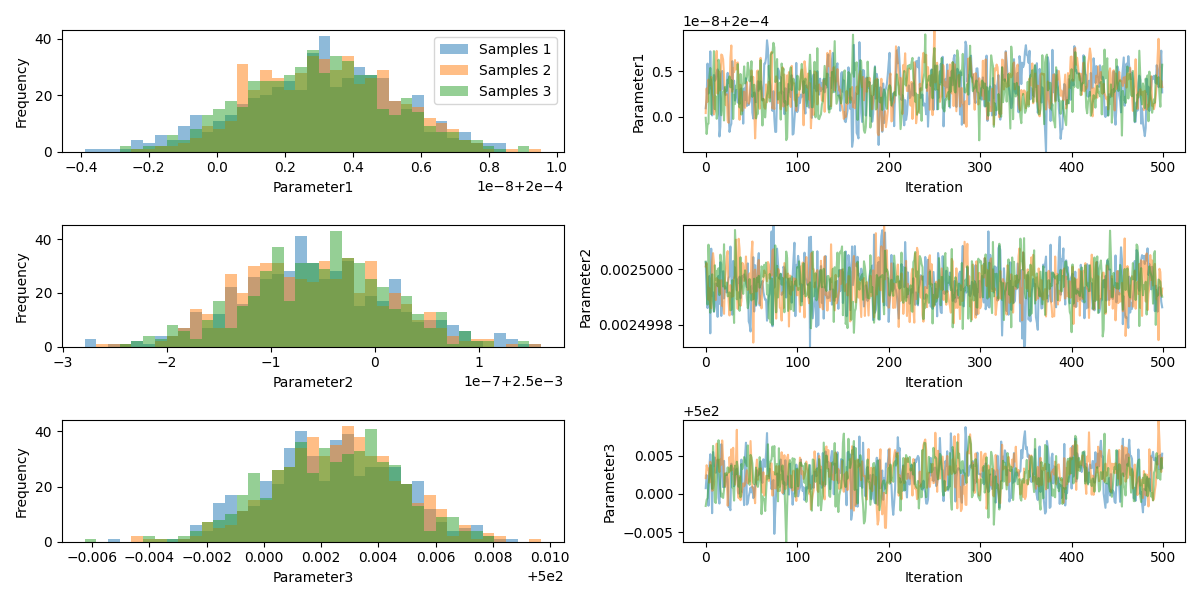 Frequency
40
20
0
Samples 1
Samples 2
Samples 3
−0.4 −0.2 0.0 0.2 0.4 0.6 0.8 1.0
Parameter1
1e−8+2e−4
1e−8+2e−4
Parameter1
0.5
0.0
0 100 200 300 400 500
Iteration
Frequency
40
20
0
−3 −2 −1 0 1
Parameter2
1e−7+2.5e−3
Parameter2
0.0025000
0.0024998
0 100 200 300 400 500
Iteration
Frequency
40
20
0
−0.006 −0.004 −0.002 0.000 0.002 0.004 0.006 0.008 0.010
Parameter3
+5e2
+5e2
Parameter3
0.005
0.000
−0.005
0 100 200 300 400 500
Iteration